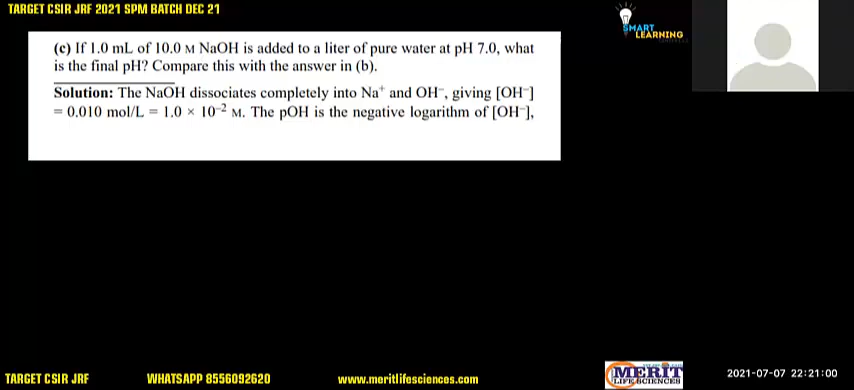 TARGET CSIR JRF 2021 SPM BATCH DEC 21
SMART
LEARNING
(c) If 1.0 mL of 10.0 M NaOH is added to a liter of pure water at pH 7.0, what
is the final pH? Compare this with the answer in (b).
Solution: The NaOH dissociates completely into Na⁺ and OH⁻, giving [OH⁻]
= 0.010 mol/L = 1.0 × 10⁻² M. The pOH is the negative logarithm of [OH⁻],
TARGET CSIR JRF
WHATSAPP 8556092620
www.meritlifesciences.com
MERIT
LIFE SCIENCES
2021-07-07 22:21:00